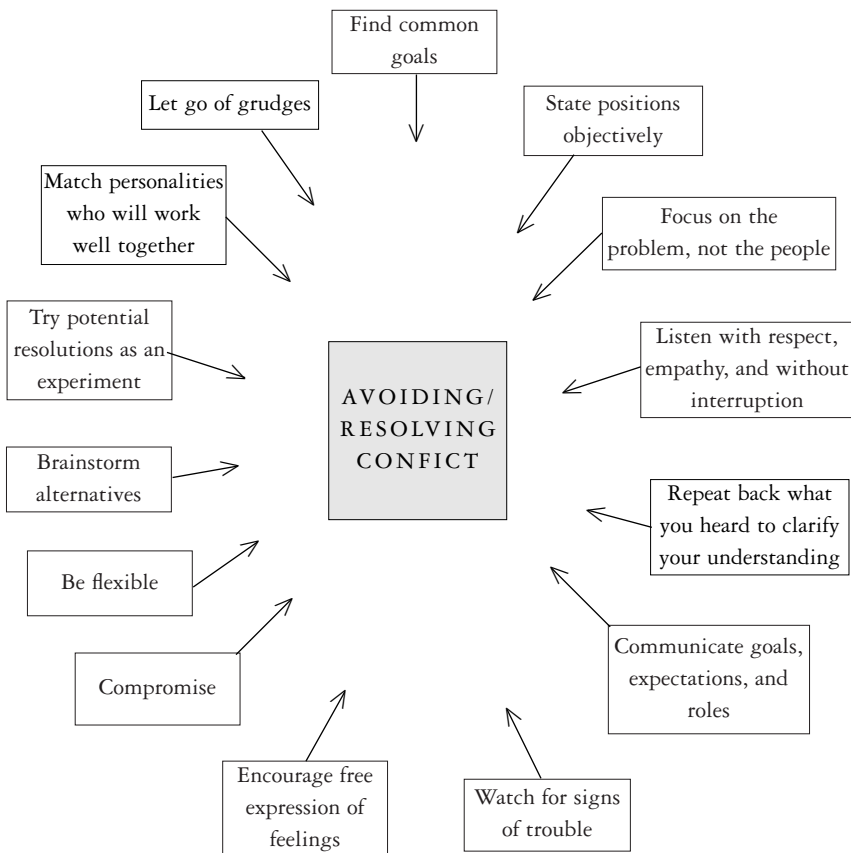 Find common
goals
Let go of grudges
State positions
objectively
Match personalities
who will work
well together
Focus on the
problem, not the people
Try potential
resolutions as an
experiment
Listen with respect,
empathy, and without
interruption
AVOIDING/
RESOLVING
CONFICT
Brainstorm
alternatives
Repeat back what
you heard to clarify
your understanding
Be flexible
Communicate goals,
expectations, and
roles
Compromise
Encourage free
expression of
feelings
Watch for signs
of trouble